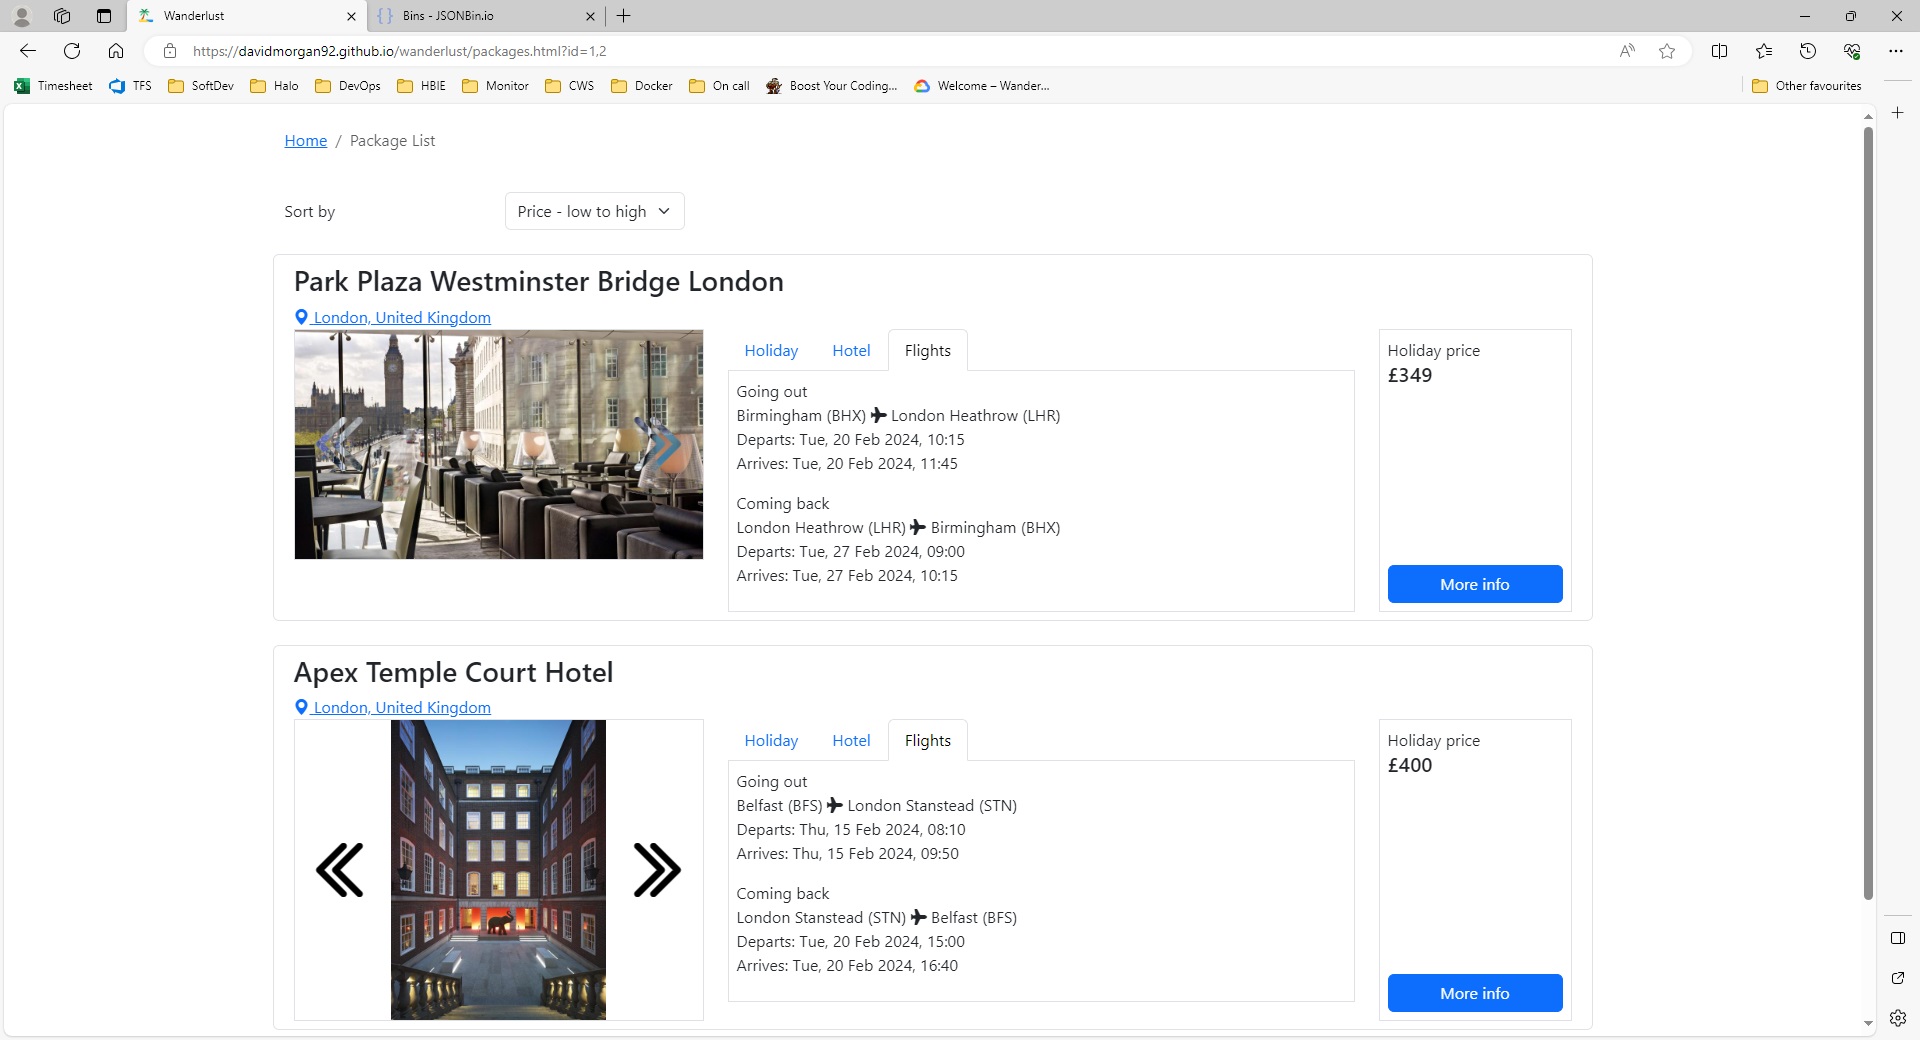 Wanderlust
Bins - JSONBin.io
https://davidmorgan92.github.io/wanderlust/packages.html?id=1,2
Timesheet
TFS
SoftDev
Halo
DevOps
HBIE
Monitor
CWS
Docker
On call
Boost Your Coding...
Welcome – Wander...
Other favourites
Home / Package List
Sort by
Price - low to high
Park Plaza Westminster Bridge London
London, United Kingdom
Holiday
Hotel
Flights
Going out
Birmingham (BHX) London Heathrow (LHR)
Departs: Tue, 20 Feb 2024, 10:15
Arrives: Tue, 20 Feb 2024, 11:45
Coming back
London Heathrow (LHR) Birmingham (BHX)
Departs: Tue, 27 Feb 2024, 09:00
Arrives: Tue, 27 Feb 2024, 10:15
Holiday price
£349
More info
Apex Temple Court Hotel
London, United Kingdom
Holiday
Hotel
Flights
Going out
Belfast (BFS) London Stanstead (STN)
Departs: Thu, 15 Feb 2024, 08:10
Arrives: Thu, 15 Feb 2024, 09:50
Coming back
London Stanstead (STN) Belfast (BFS)
Departs: Tue, 20 Feb 2024, 15:00
Arrives: Tue, 20 Feb 2024, 16:40
Holiday price
£400
More info